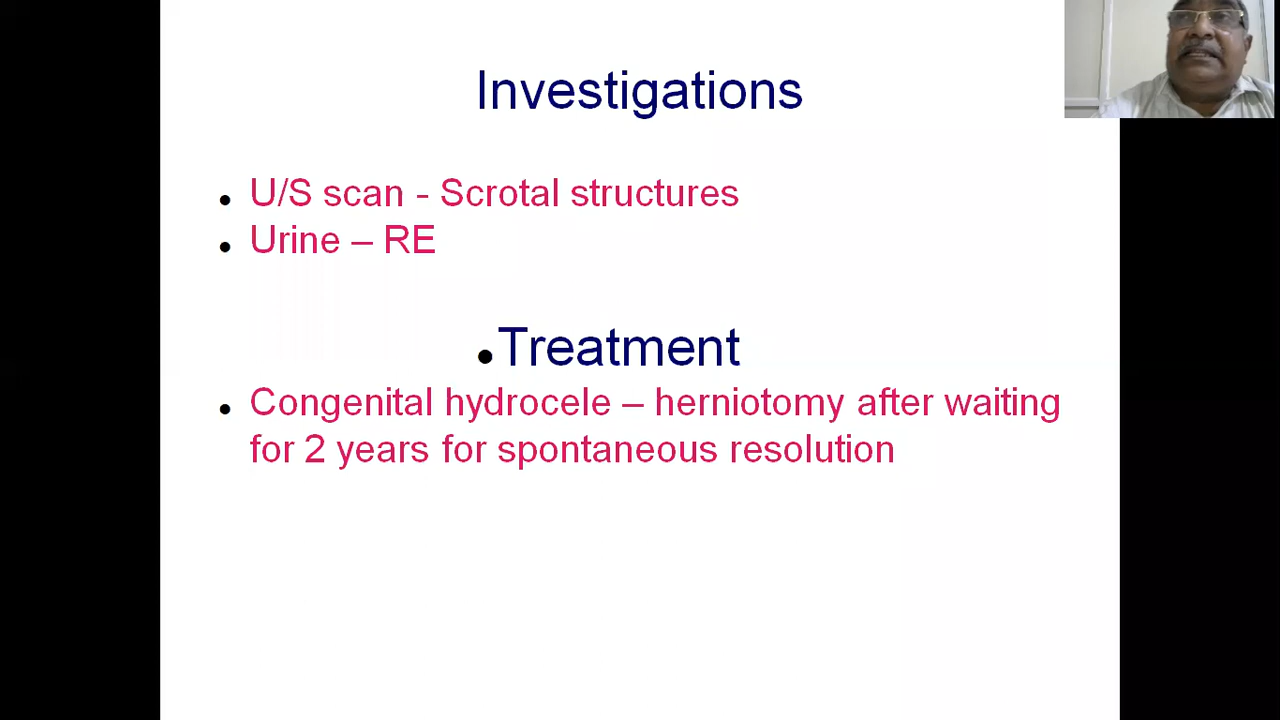 Investigations
• U/S scan - Scrotal structures
• Urine – RE
•Treatment
• Congenital hydrocele – herniotomy after waiting
for 2 years for spontaneous resolution